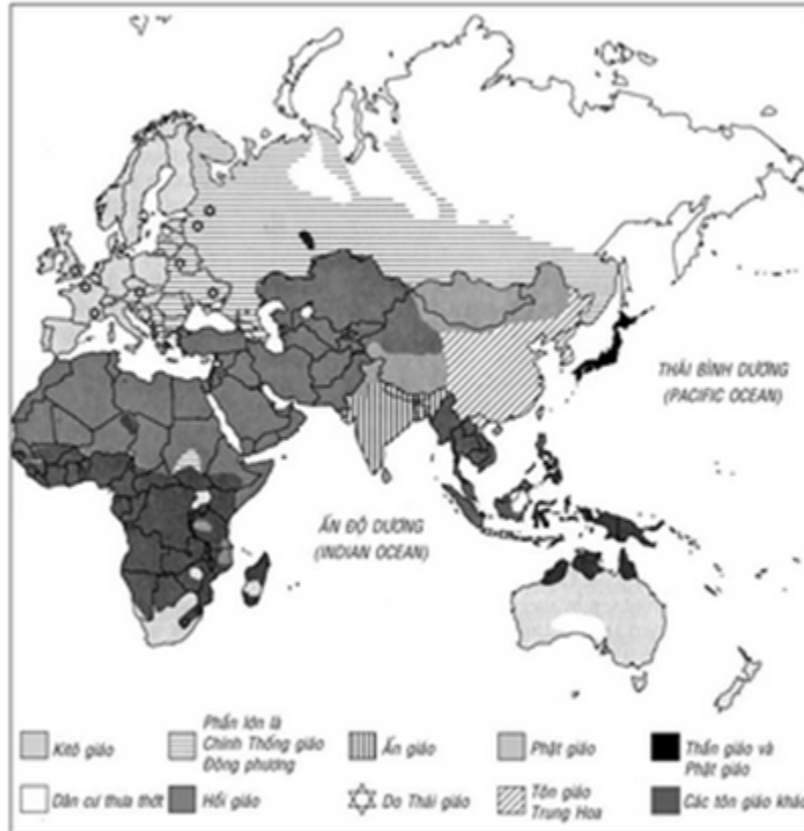 THÁI BÌNH DƯƠNG
(PACIFIC OCEAN)
ẤN ĐỘ DƯƠNG
(INDIAN OCEAN)
Kitô giáo
Phần lớn là
Chính Thống giáo
Đông phương
Ấn giáo
Phật giáo
Thần giáo và
Phật giáo
Dân cư thưa thớt
Hồi giáo
Do Thái giáo
Tôn giáo
Trung Hoa
Các tôn giáo khác